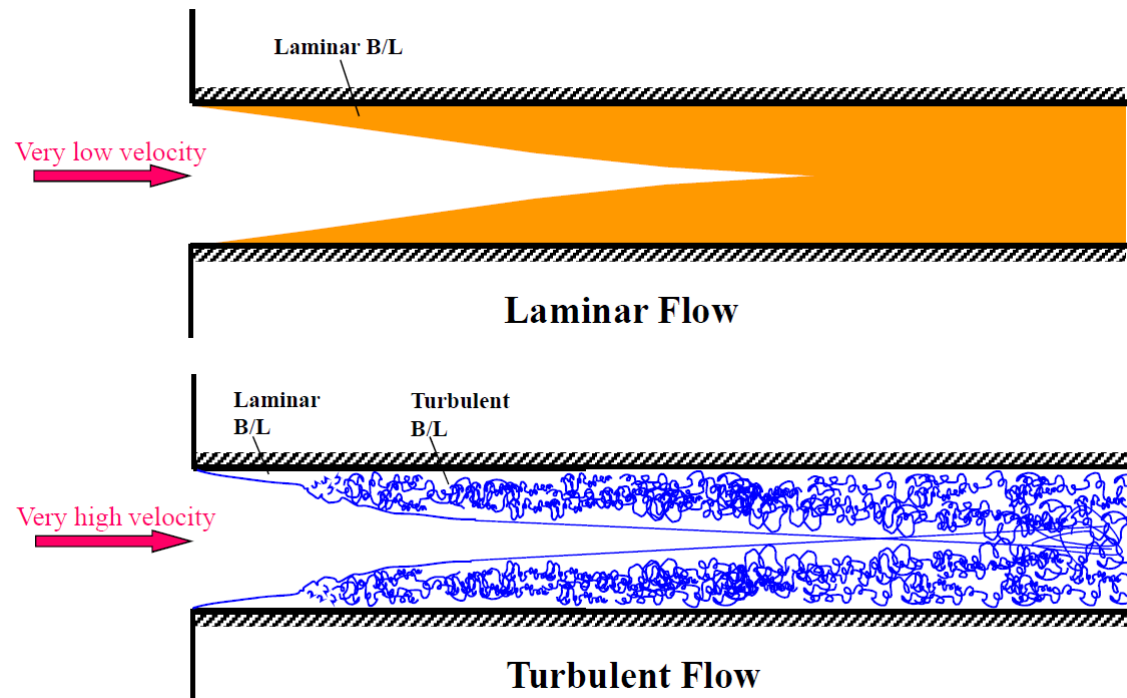 Laminar B/L
Very low velocity
Laminar Flow
Laminar
B/L
Turbulent
B/L
Very high velocity
Turbulent Flow